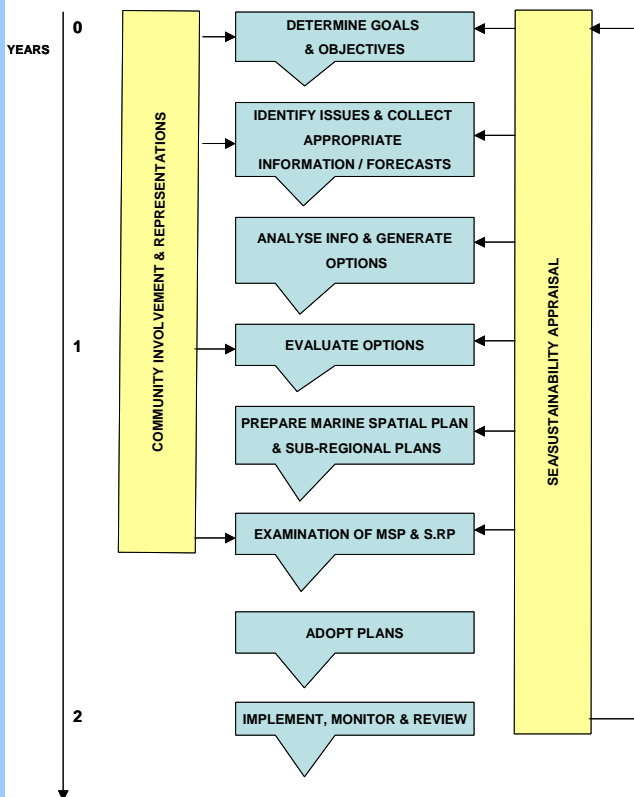 0
YEARS
DETERMINE GOALS
& OBJECTIVES
IDENTIFY ISSUES & COLLECT
APPROPRIATE
INFORMATION / FORECASTS
ANALYSE INFO & GENERATE
OPTIONS
1
EVALUATE OPTIONS
PREPARE MARINE SPATIAL PLAN
& SUB-REGIONAL PLANS
EXAMINATION OF MSP & S.RP
ADOPT PLANS
2
IMPLEMENT, MONITOR & REVIEW
COMMUNITY INVOLVEMENT & REPRESENTATIONS
SEA/SUSTAINABILITY APPRAISAL